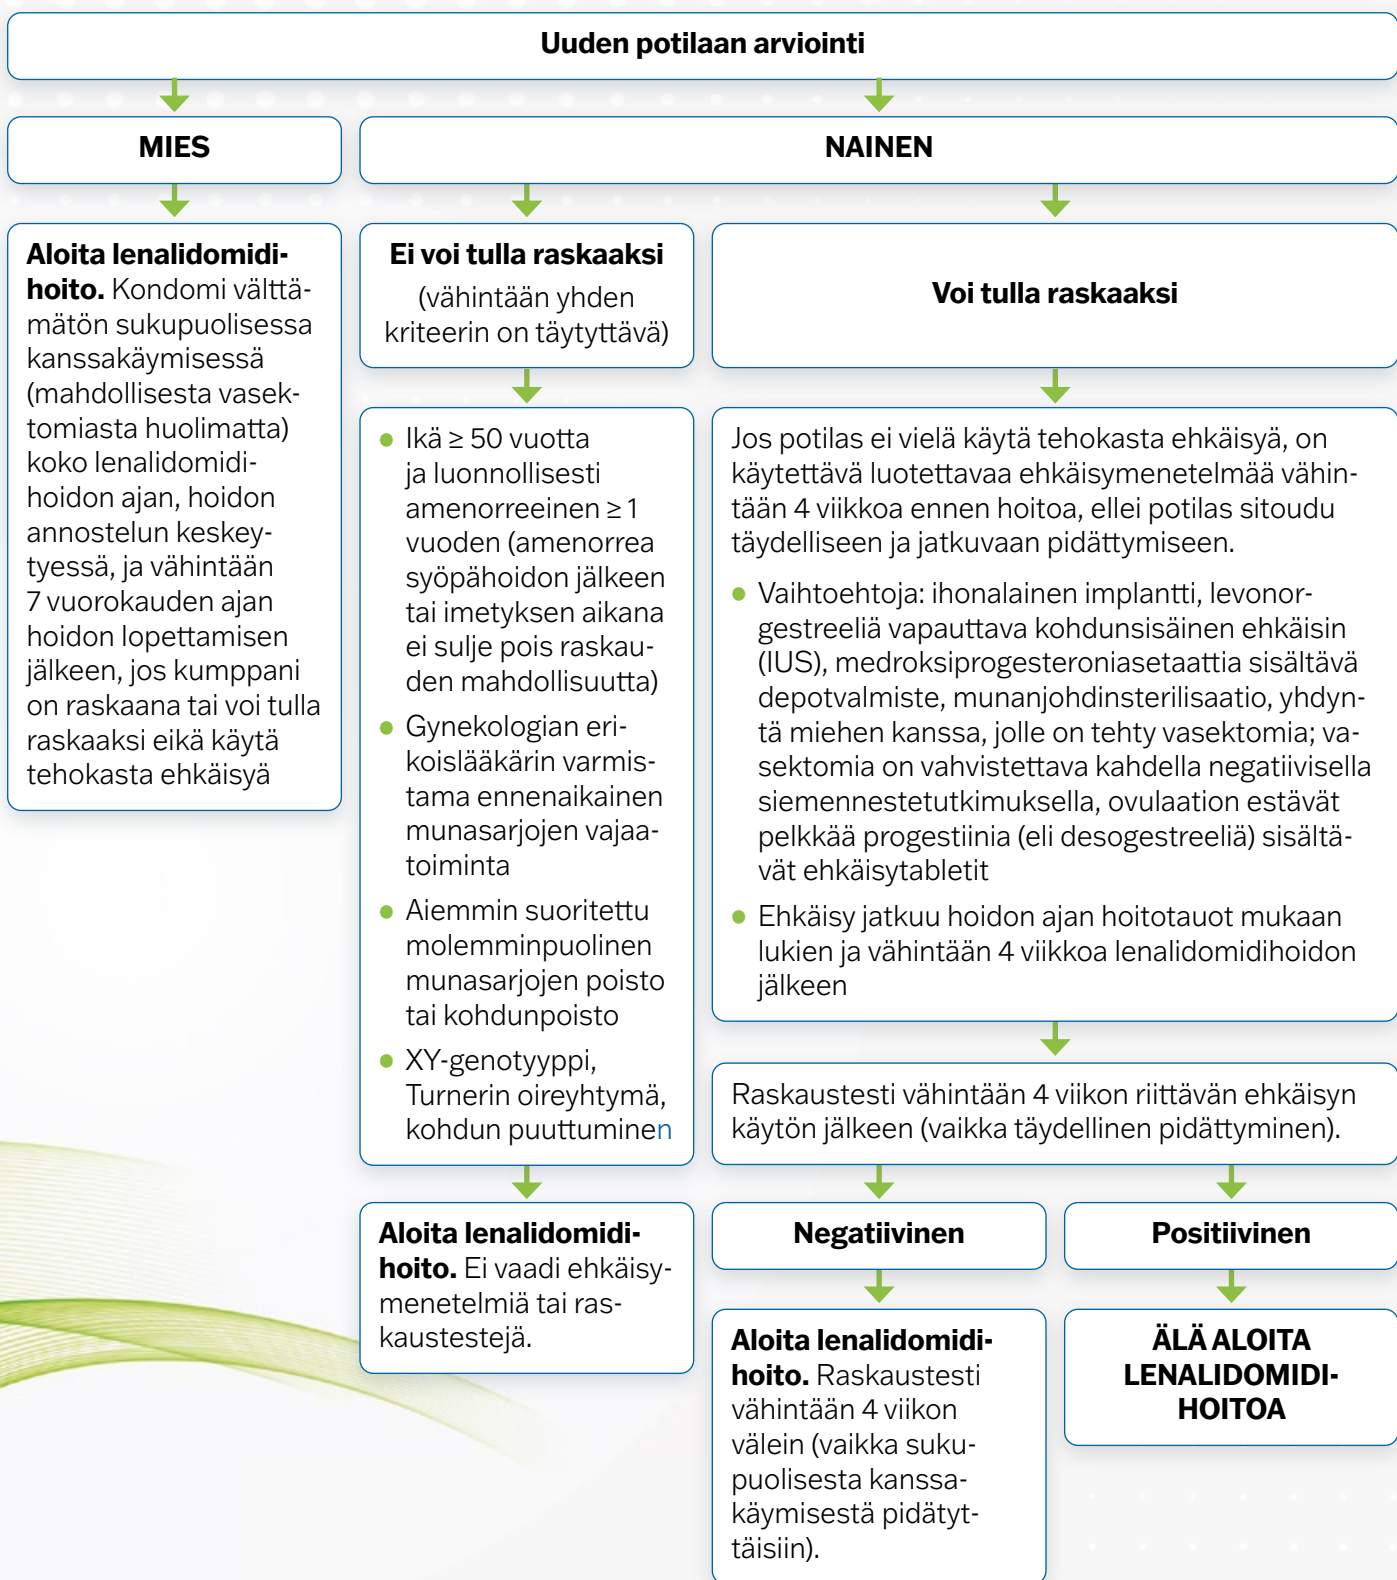 Uuden potilaan arviointi
MIES
NAINEN
Aloita lenalidomidi-
hoito. Kondomi välttä-
mätön sukupuolisessa
kanssakäymisessä
(mahdollisesta vasek-
tomiasta huolimatta)
koko lenalidomidi-
hoidon ajan, hoidon
annostelun keskey-
tyessä, ja vähintään
7 vuorokauden ajan
hoidon lopettamisen
jälkeen, jos kumppani
on raskaana tai voi tulla
raskaaksi eikä käytä
tehokasta ehkäisyä
Ei voi tulla raskaaksi
(vähintään yhden
kriteerin on täytyttävä)
• Ikä ≥ 50 vuotta
ja luonnollisesti
amenorreeinen ≥ 1
vuoden (amenorrea
syöpähoidon jälkeen
tai imetyksen aikana
ei sulje pois raskau-
den mahdollisuutta)
• Gynekologian eri-
koislääkärin varmis-
tama ennenaikainen
munasarjojen vajaa-
toiminta
• Aiemmin suoritettu
molemminpuolinen
munasarjojen poisto
tai kohdunpoisto
• XY-genotyyppi,
Turnerin oireyhtymä,
kohdun puuttuminen
Aloita lenalidomidi-
hoito. Ei vaadi ehkäisy-
menetelmiä tai ras-
kaustestejä.
Voi tulla raskaaksi
Jos potilas ei vielä käytä tehokasta ehkäisyä, on
käytettävä luotettavaa ehkäisymenetelmää vähin-
tään 4 viikkoa ennen hoitoa, ellei potilas sitoudu
täydelliseen ja jatkuvaan pidättymiseen.
• Vaihtoehtoja: ihonalainen implantti, levonor-
gestreeliä vapauttava kohdunsisäinen ehkäisin
(IUS), medroksiprogesteroniasetaattia sisältävä
depotvalmiste, munanjohdinsterilisaatio, yhdyn-
tä miehen kanssa, jolle on tehty vasektomia; va-
sektomia on vahvistettava kahdella negatiivisella
siemennestetutkimuksella, ovulaation estävät
pelkkää progestiinia (eli desogestreeliä) sisältä-
vät ehkäisytabletit
• Ehkäisy jatkuu hoidon ajan hoitotauot mukaan
lukien ja vähintään 4 viikkoa lenalidomidihoidon
jälkeen
Raskaustesti vähintään 4 viikon riittävän ehkäisyn
käytön jälkeen (vaikka täydellinen pidättyminen).
Negatiivinen
Aloita lenalidomidi-
hoito. Raskaustesti
vähintään 4 viikon
välein (vaikka suku-
puolisesta kanssa-
käymisestä pidätyt-
täisiin).
Positiivinen
ÄLÄ ALOITA
LENALIDOMIDI-
HOITOA